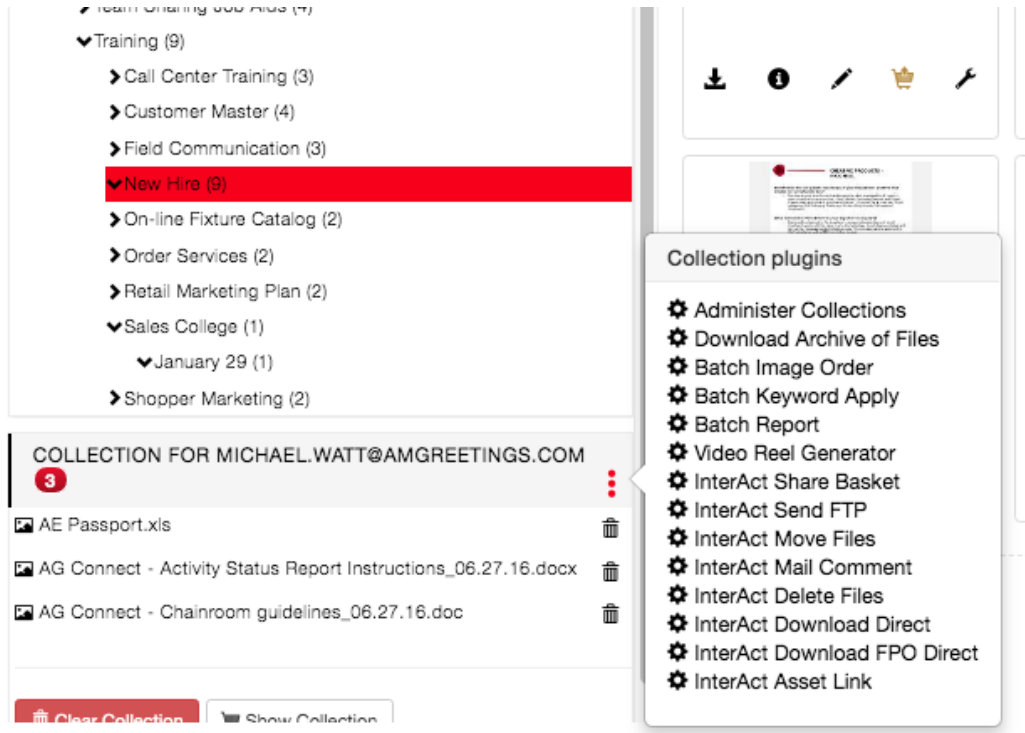 Team Sharing Job Aids (4)
Training (9)
Call Center Training (3)
Customer Master (4)
Field Communication (3)
New Hire (9)
On-line Fixture Catalog (2)
Order Services (2)
Retail Marketing Plan (2)
Sales College (1)
January 29 (1)
Shopper Marketing (2)
COLLECTION FOR MICHAEL.WATT@AMGREETINGS.COM
3
AE Passport.xls
AG Connect - Activity Status Report Instructions_06.27.16.docx
AG Connect - Chainroom guidelines_06.27.16.doc
Clear Collection
Show Collection
Collection plugins
Administer Collections
Download Archive of Files
Batch Image Order
Batch Keyword Apply
Batch Report
Video Reel Generator
InterAct Share Basket
InterAct Send FTP
InterAct Move Files
InterAct Mail Comment
InterAct Delete Files
InterAct Download Direct
InterAct Download FPO Direct
InterAct Asset Link